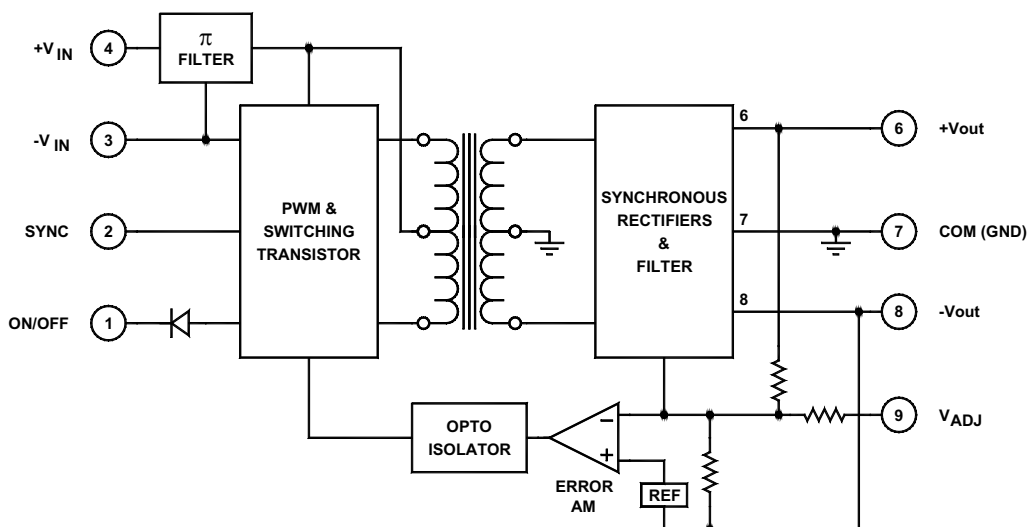 +V IN
4
π
FILTER
-V IN
3
SYNC
2
ON/OFF
1
PWM &
SWITCHING
TRANSISTOR
SYNCHRONOUS
RECTIFIERS
&
FILTER
6
6
+Vout
7
7
COM (GND)
8
8
-Vout
9
VADJ
OPTO
ISOLATOR
−
+
ERROR
AM
REF